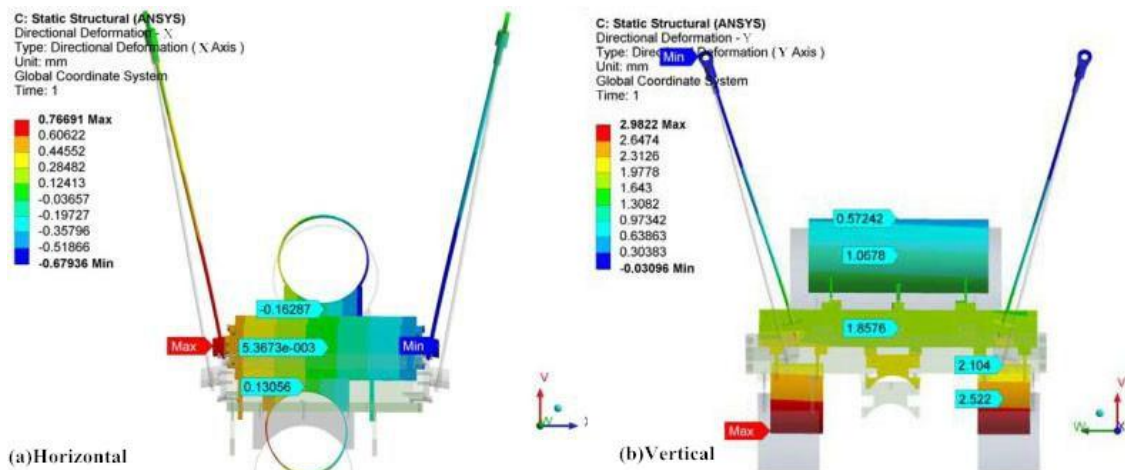 C: Static Structural (ANSYS)
Directional Deformation - X
Type: Directional Deformation ( X Axis )
Unit: mm
Global Coordinate System
Time: 1
0.76691 Max
0.60622
0.44552
0.28482
0.12413
-0.03657
-0.19727
-0.35796
-0.51866
-0.67936 Min
-0.16287
Max
5.3673e-003
Min
0.13056
V
W
X
(a)Horizontal
C: Static Structural (ANSYS)
Directional Deformation - Y
Type: Directional Deformation ( Y Axis )
Min
Unit: mm
Global Coordinate System
Time: 1
2.9822 Max
2.6474
2.3126
1.9778
1.643
1.3082
0.97342
0.63863
0.30383
-0.03096 Min
0.57242
1.0678
1.8576
2.104
2.522
Max
V
W
X
(b)Vertical